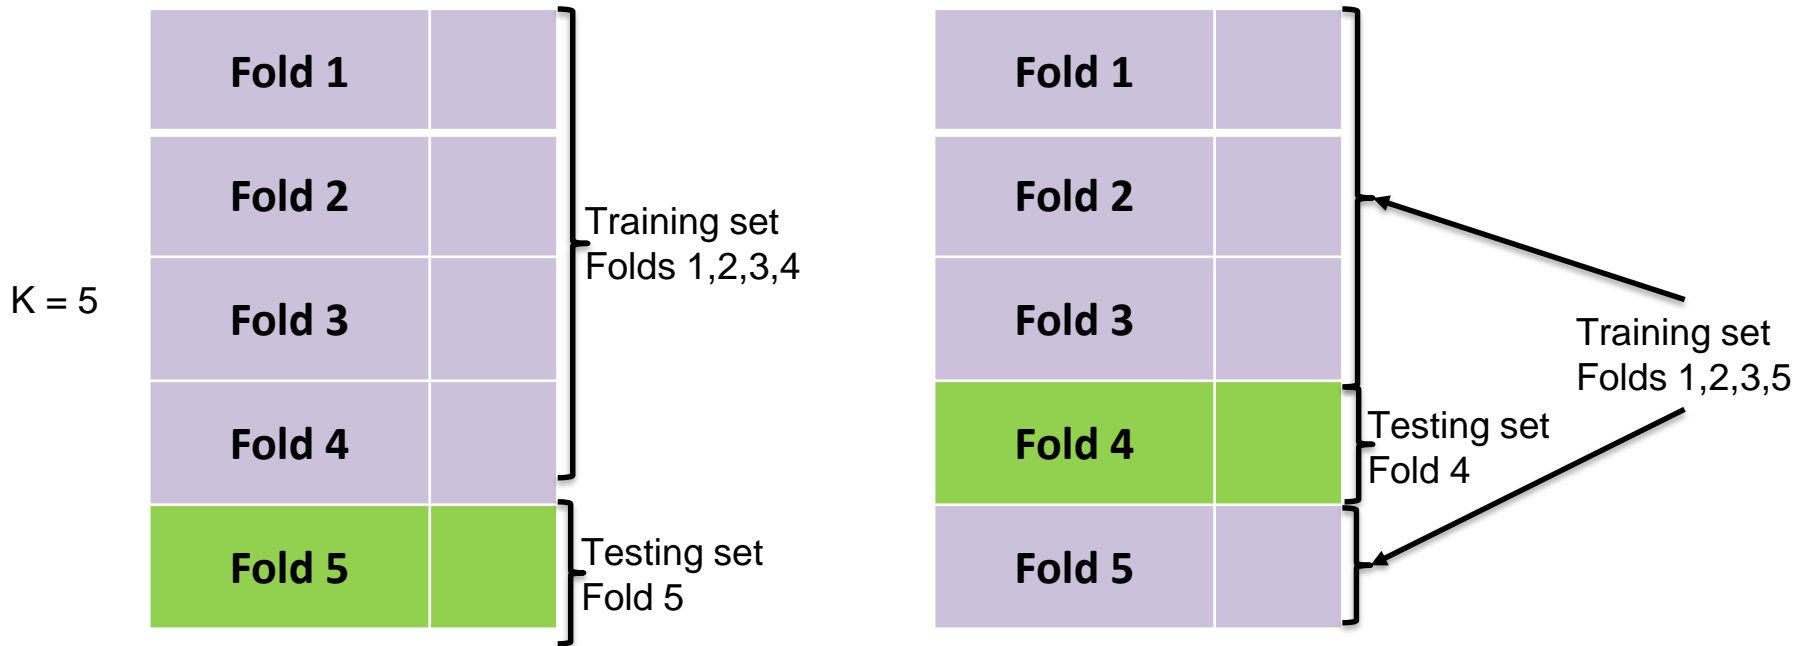 K = 5
Fold 1
Fold 2
Fold 3
Fold 4
Fold 5
Training set
Folds 1,2,3,4
Testing set
Fold 5
Fold 1
Fold 2
Fold 3
Fold 4
Fold 5
Testing set
Fold 4
Training set
Folds 1,2,3,5